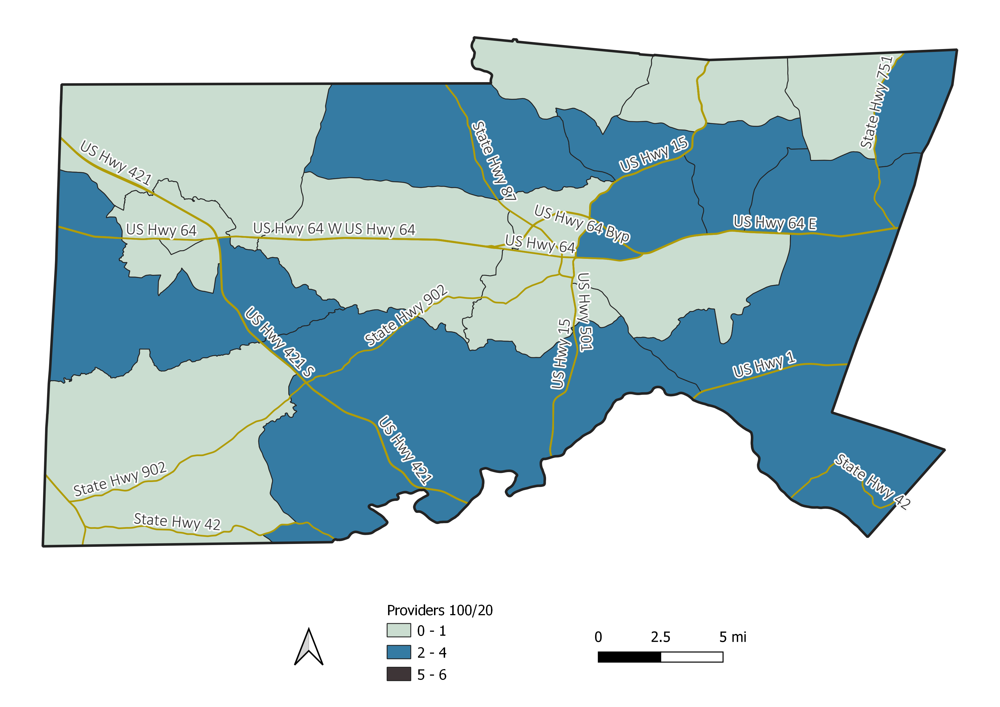 State Hwy 751
State Hwy 87
US Hwy 421
US Hwy 15
US Hwy 64
US Hwy 64 W
US Hwy 64
US Hwy 64 Byp
US Hwy 64 E
US Hwy 64
State Hwy 902
US Hwy 501
US Hwy 421 S
US Hwy 15
US Hwy 1
US Hwy 421
State Hwy 902
State Hwy 42
State Hwy 42
Providers 100/20
0 - 1
2 - 4
5 - 6
0 2.5 5 mi